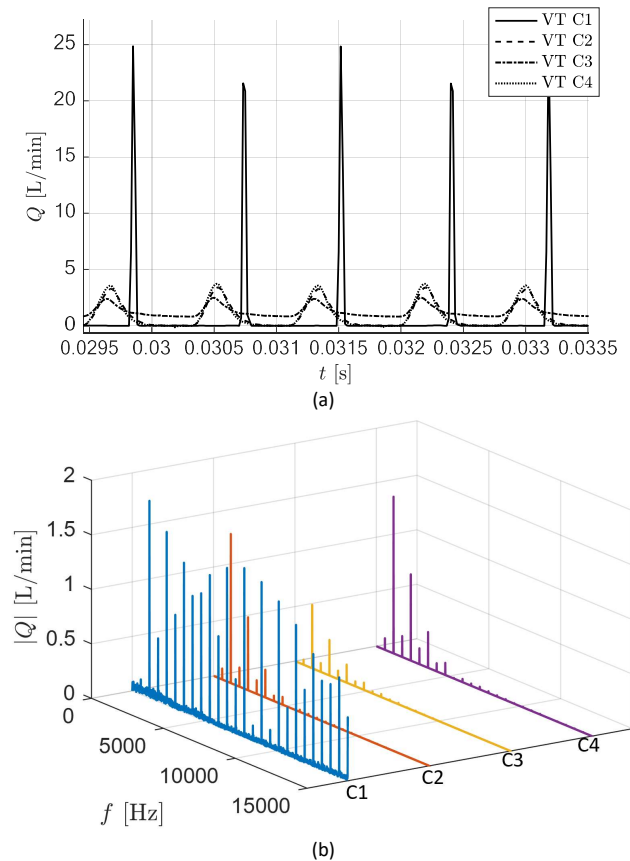 VT C1
VT C2
VT C3
VT C4
25
20
15
10
5
0
Q [L/min]
0.0295 0.03 0.0305 0.031 0.0315 0.032 0.0325 0.033 0.0335
t [s]
(a)
2
1.5
1
0.5
0
|Q| [L/min]
0
5000
10000
15000
f [Hz]
C1 C2 C3 C4
(b)